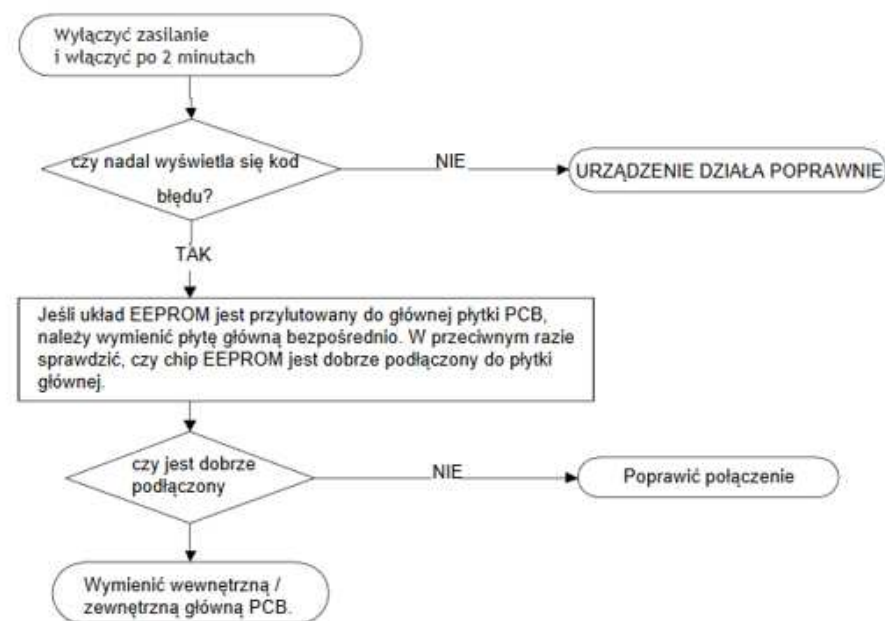 Wyłączyć zasilanie
i włączyć po 2 minutach
czy nadal wyświetla się kod
błędu?
NIE
URZĄDZENIE DZIAŁA POPRAWNIE
TAK
Jeśli układ EEPROM jest przylutowany do głównej płytki PCB,
należy wymienić płytę główną bezpośrednio. W przeciwnym razie
sprawdzić, czy chip EEPROM jest dobrze podłączony do płytki
głównej.
czy jest dobrze
podłączony
NIE
Poprawić połączenie
Wymienić wewnętrzną /
zewnętrzną główną PCB.